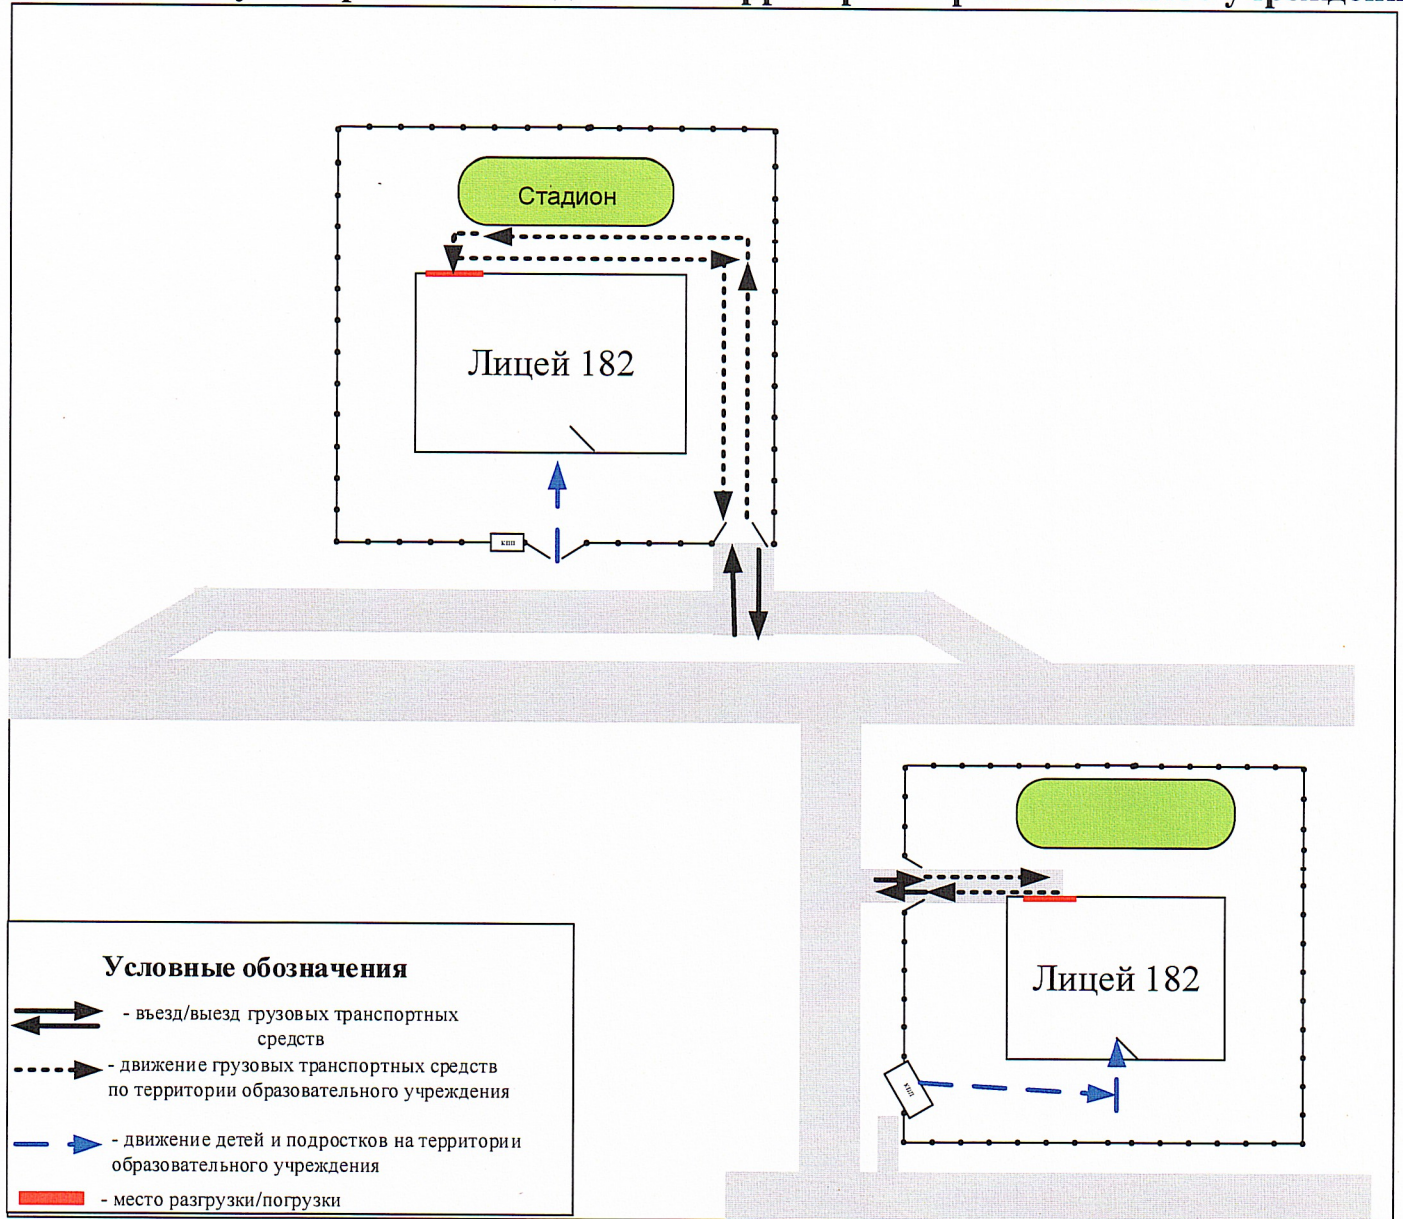 Стадион
Лицей 182
кпп
Лицей 182
кпп
Условные обозначения
- въезд/выезд грузовых транспортных
средств
- движение грузовых транспортных средств
по территории образовательного учреждения
- движение детей и подростков на территории
образовательного учреждения
- место разгрузки/погрузки